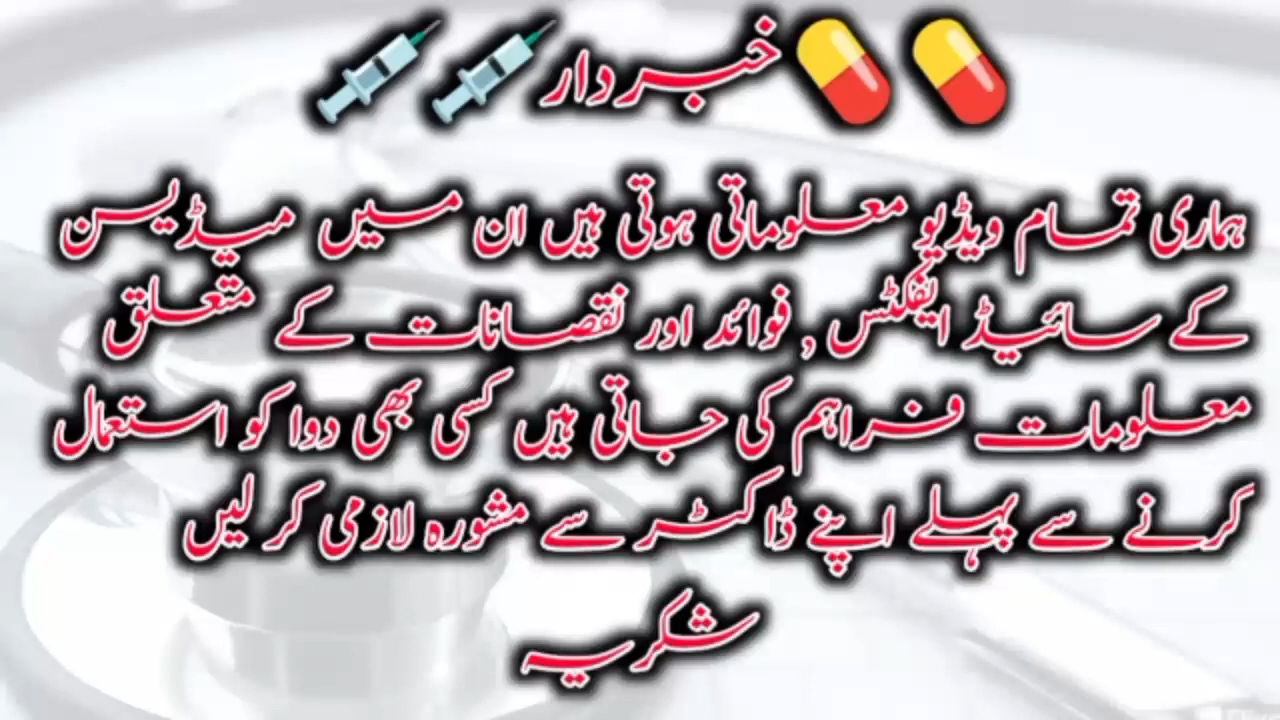 خبردار
ہماری تمام ویڈیو معلوماتی ہوتی ہیں ان میں میڈیسن
کے سائیڈ ایفکٹس , فوائد اور نقصانات کے متعلق
معلومات فراہم کی جاتی ہیں کسی بھی دوا کو استعمال
کرنے سے پہلے اپنے ڈاکٹر سے مشورہ لازمی کر لیں
شکریہ